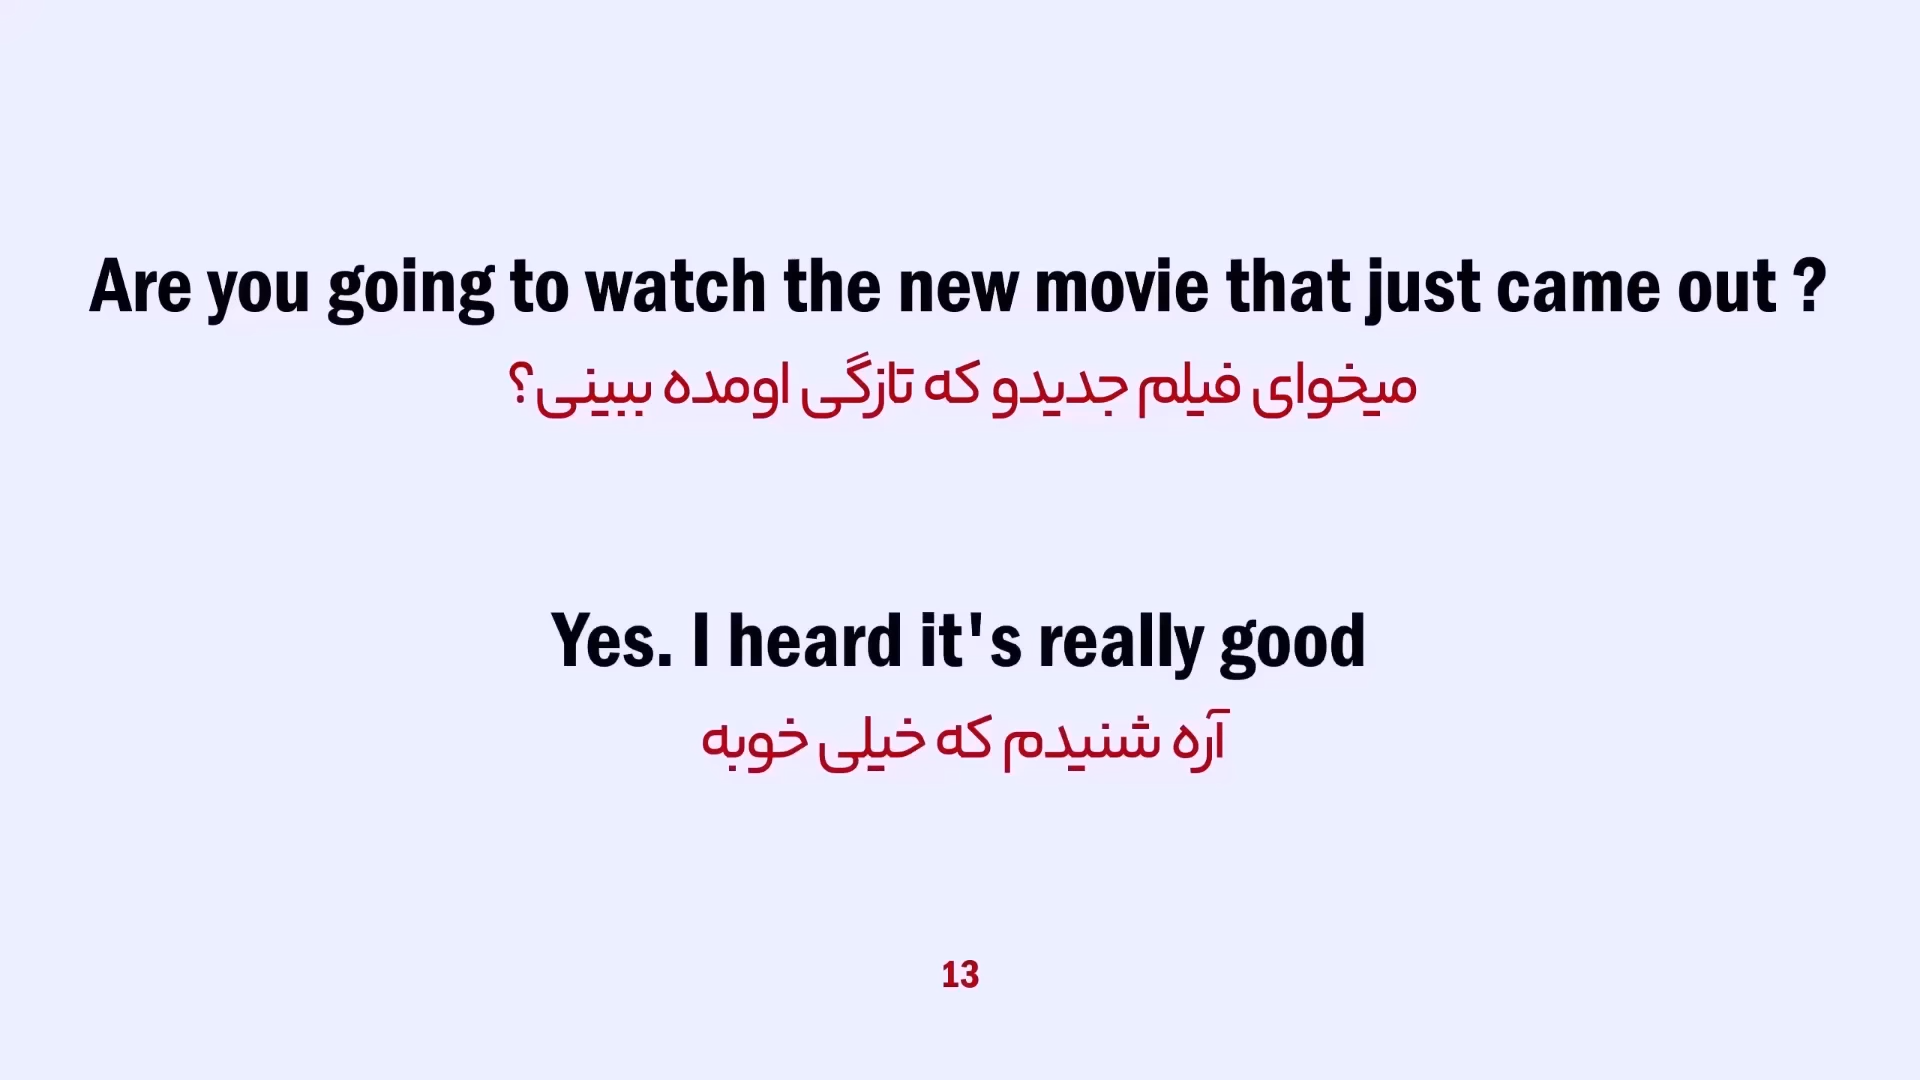 Are you going to watch the new movie that just came out ?
میخوای فیلم جدیدو که تازگی اومده ببینی؟
Yes. I heard it's really good
آره شنیدم که خیلی خوبه
13